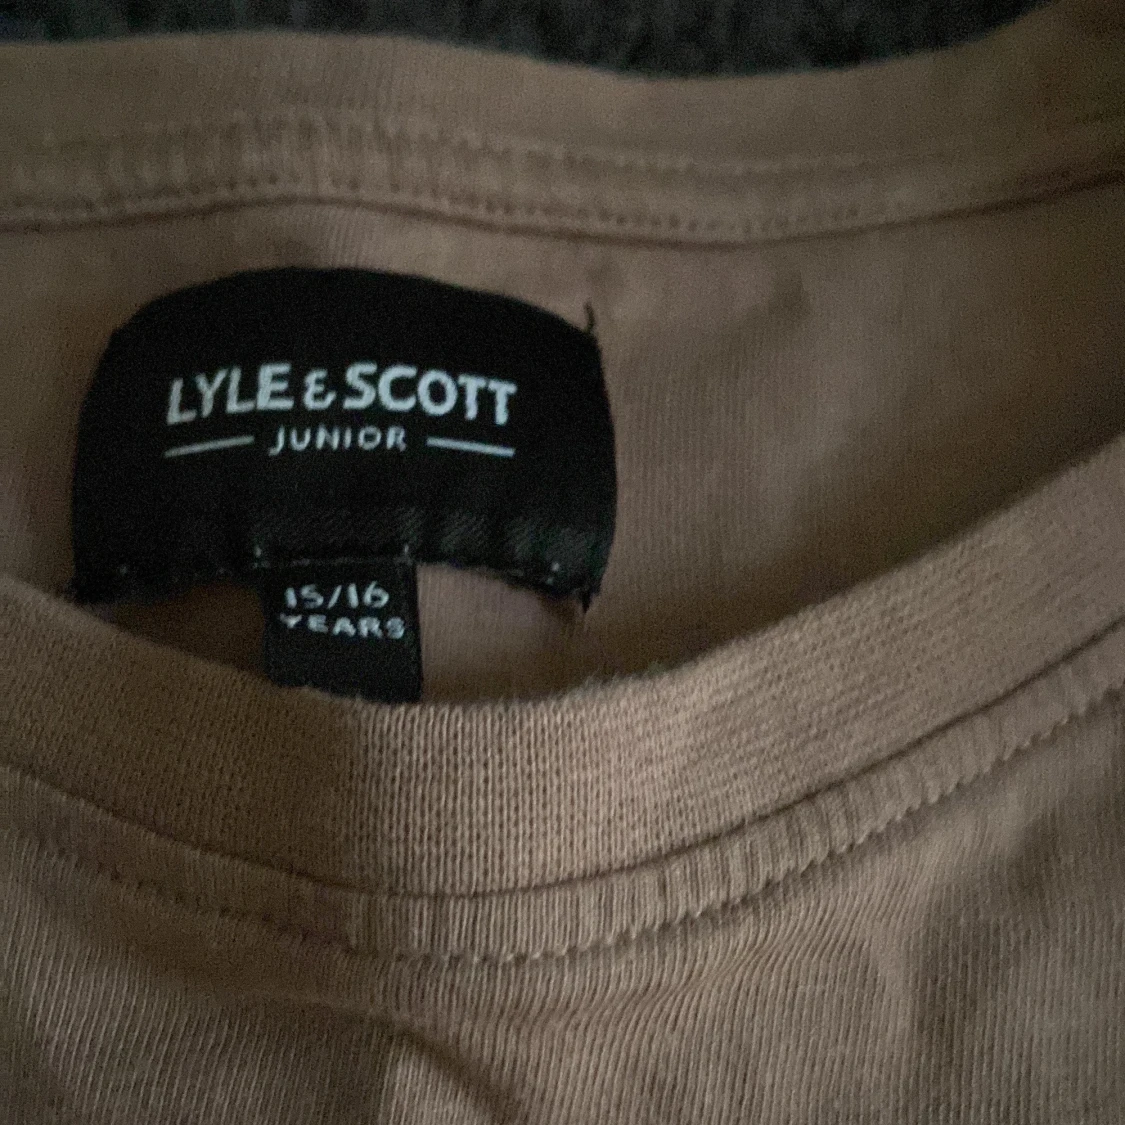 LYLE & SCOTT
JUNIOR
15/16
YEARS